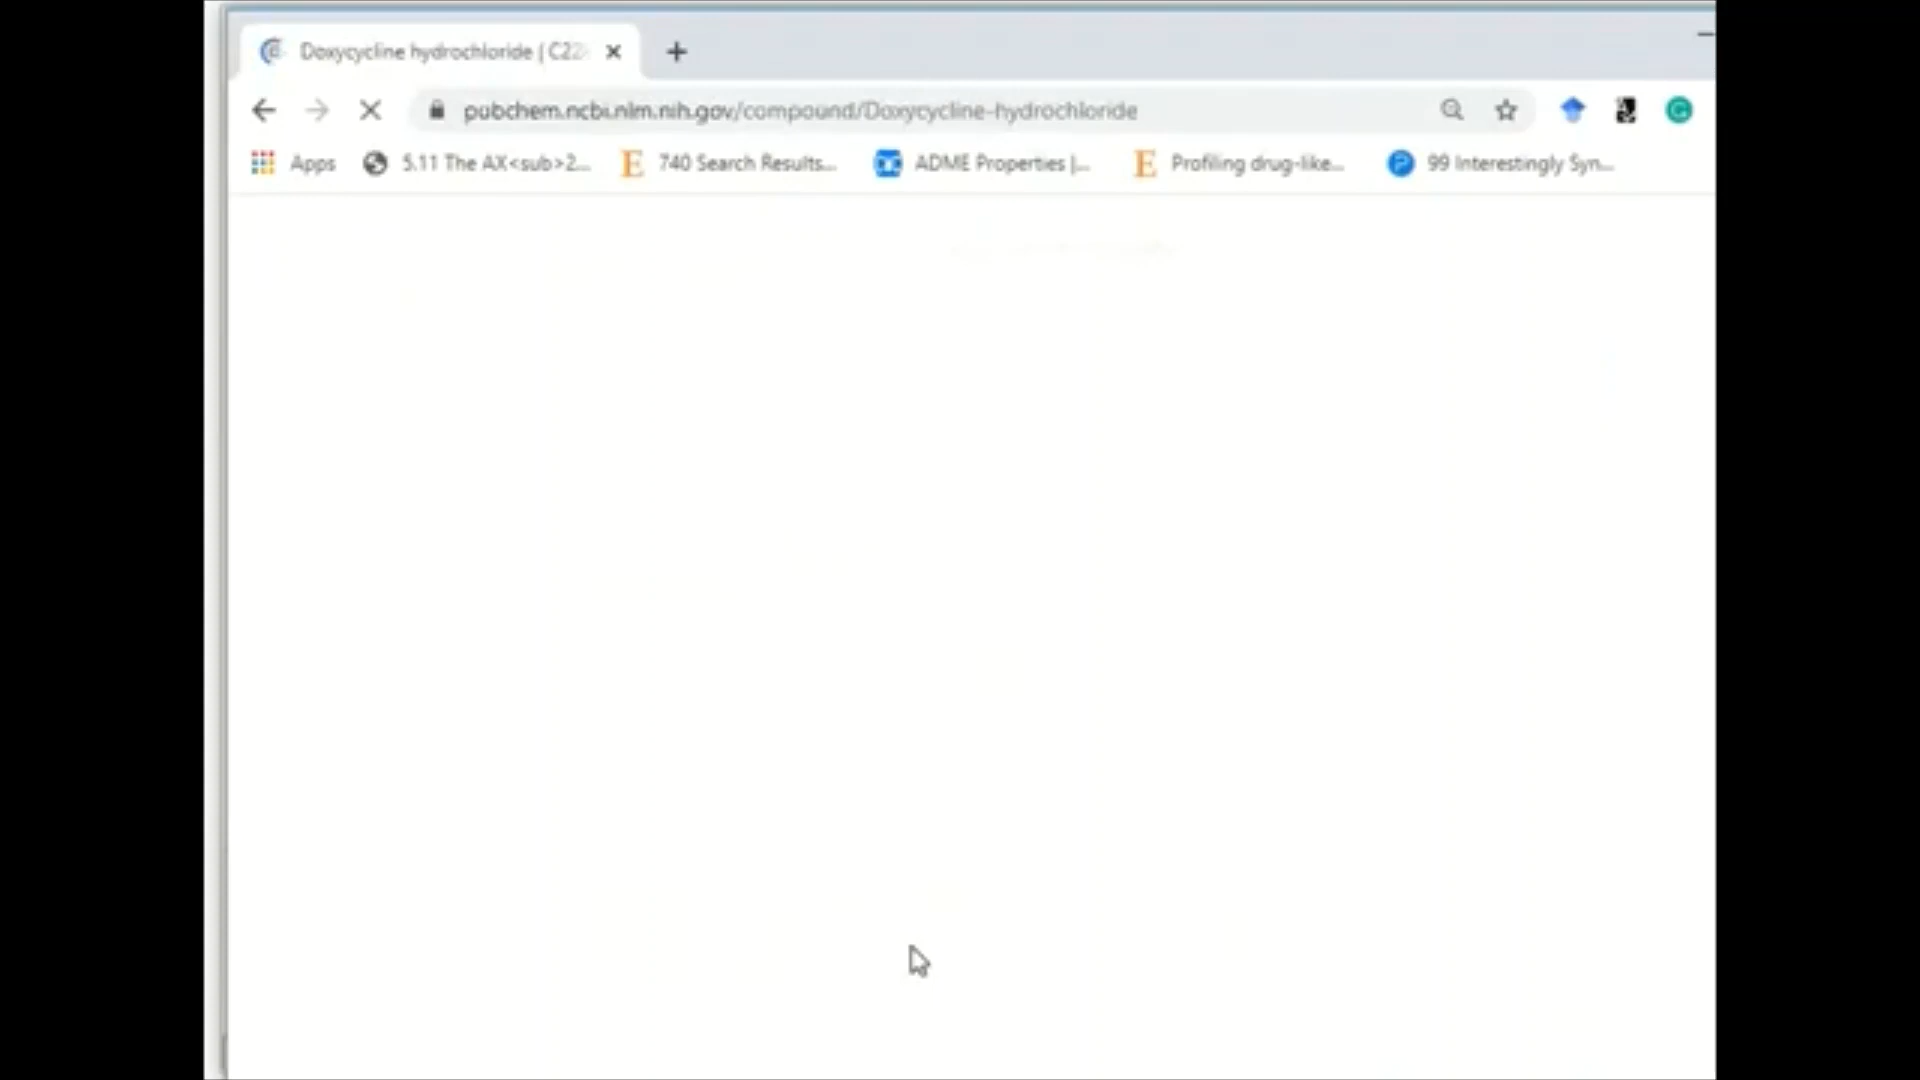 Doxycycline hydrochloride | C22
pubchem.ncbi.nlm.nih.gov/compound/Doxycycline-hydrochloride
Apps 5.11 The AX<sub>2... E 740 Search Results... ADME Properties |... E Profiling drug-like... 99 Interestingly Syn...